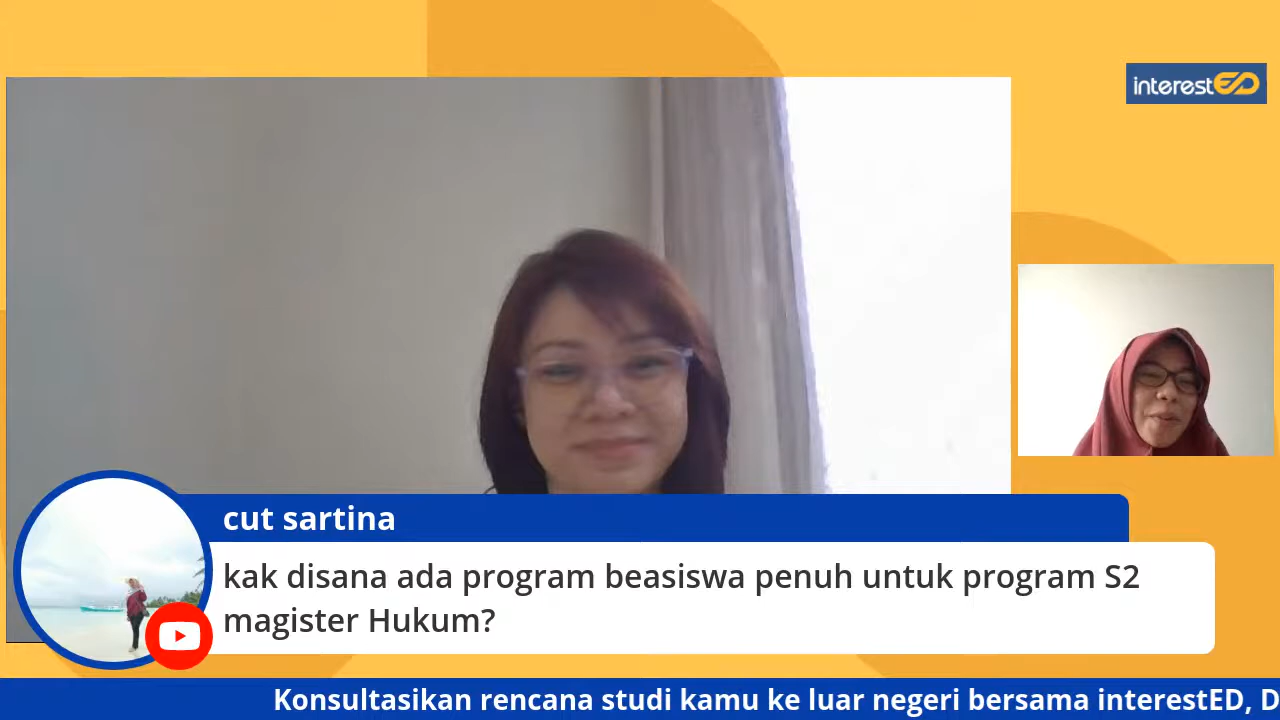 interestED
cut sartina
kak disana ada program beasiswa penuh untuk program S2
magister Hukum?
Konsultasikan rencana studi kamu ke luar negeri bersama interestED, D